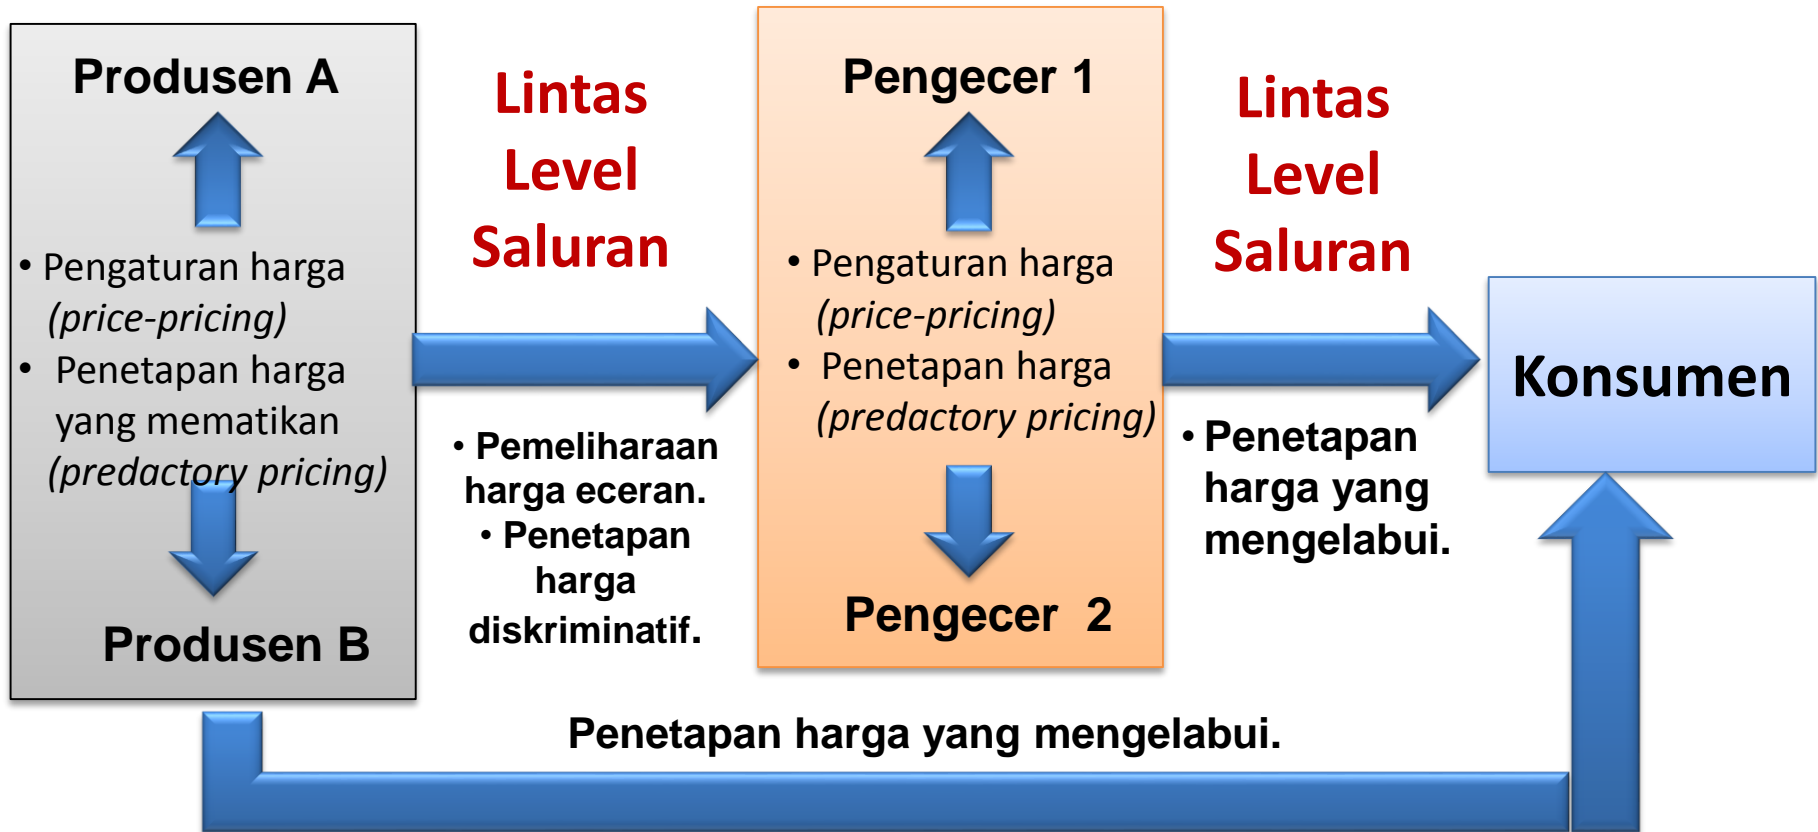 Produsen A
• Pengaturan harga
(price-pricing)
• Penetapan harga
yang mematikan
(predactory pricing)
Produsen B
Lintas
Level
Saluran
• Pemeliharaan
harga eceran.
• Penetapan
harga
diskriminatif.
Pengecer 1
• Pengaturan harga
(price-pricing)
• Penetapan harga
(predactory pricing)
Pengecer 2
Lintas
Level
Saluran
• Penetapan
harga yang
mengelabui.
Konsumen
Penetapan harga yang mengelabui.